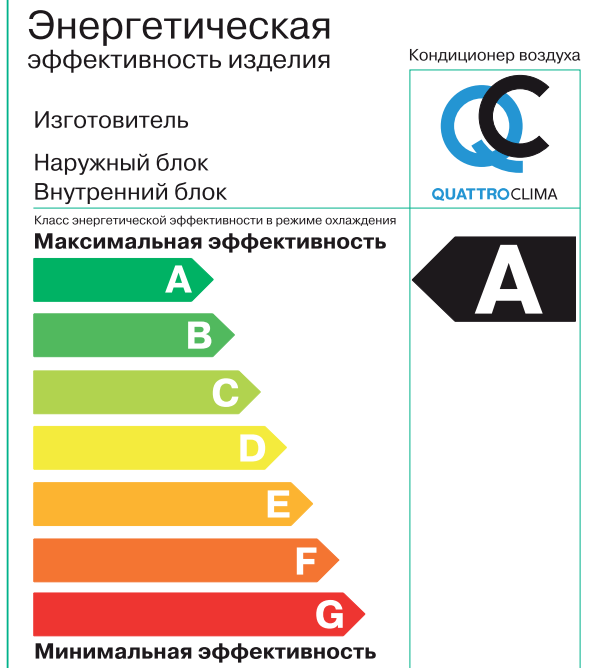 Энергетическая
эффективность изделия
Кондиционер воздуха
Изготовитель
Наружный блок
Внутренний блок
QC
QUATTROCLIMA
Класс энергетической эффективности в режиме охлаждения
Максимальная эффективность
A
A
B
C
D
E
F
G
Минимальная эффективность